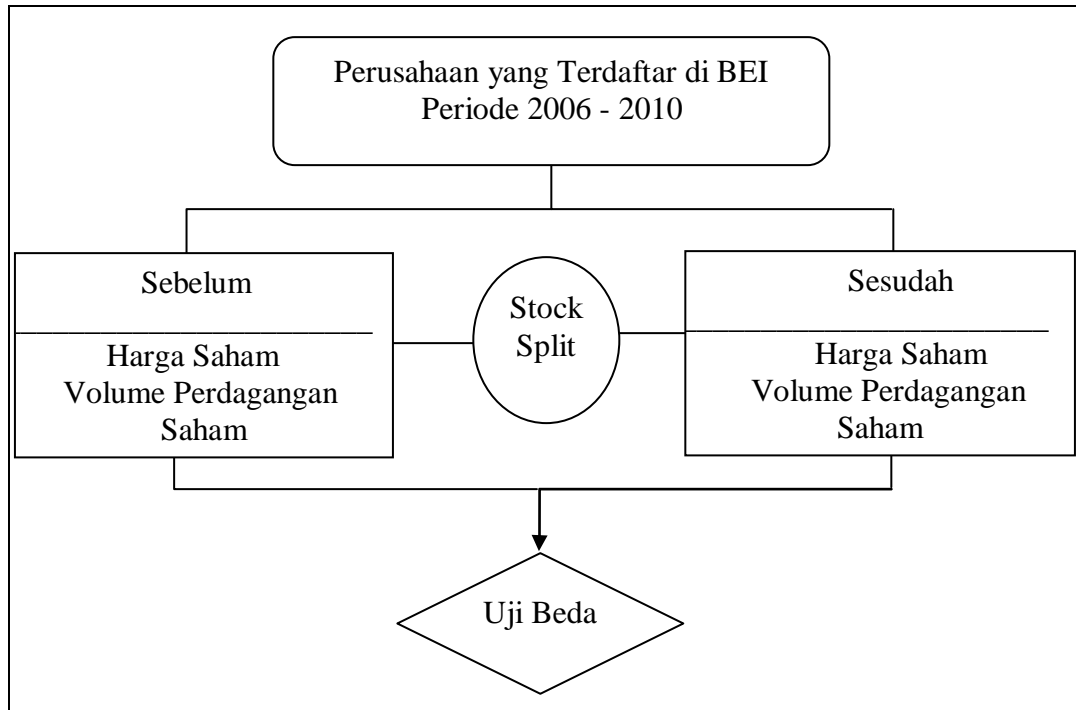 Perusahaan yang Terdaftar di BEI
Periode 2006 - 2010
Sebelum
Harga Saham
Volume Perdagangan
Saham
Stock
Split
Sesudah
Harga Saham
Volume Perdagangan
Saham
Uji Beda